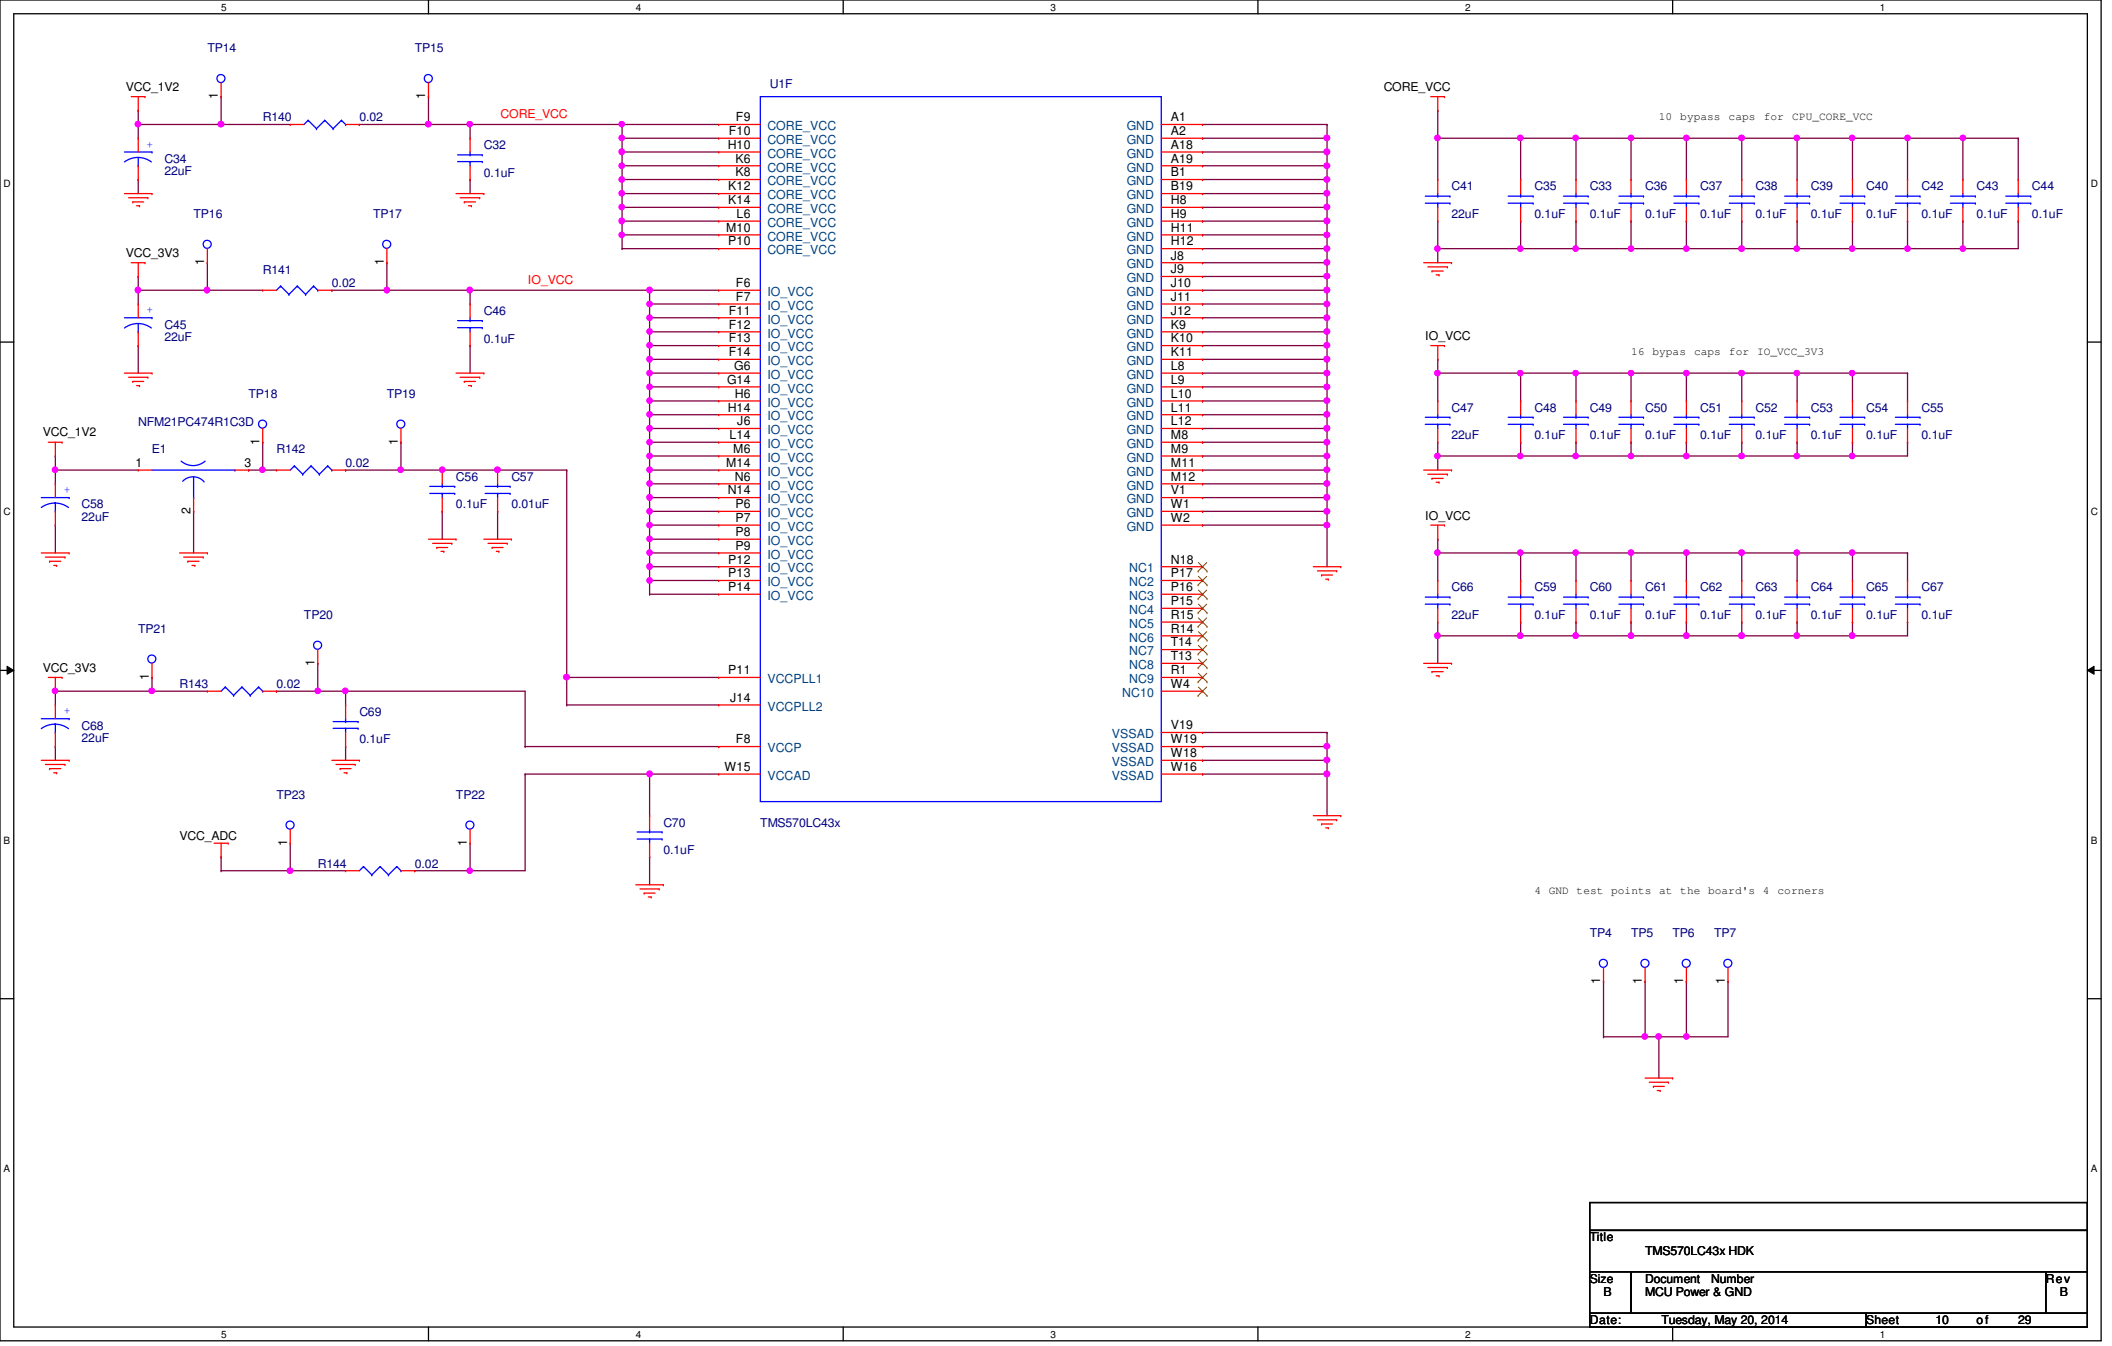 5
4
3
2
1
D
C
B
A
D
C
B
A
TP14
TP15
VCC_1V2
1
1
R140
0.02
CORE_VCC
+
C34
22uF
C32
0.1uF
TP16
TP17
VCC_3V3
1
1
R141
0.02
IO_VCC
+
C45
22uF
C46
0.1uF
TP18
TP19
NFM21PC474R1C3D
VCC_1V2
E1
1
3
2
1
1
R142
0.02
+
C58
22uF
C56
0.1uF
C57
0.01uF
TP21
TP20
VCC_3V3
1
1
R143
0.02
+
C68
22uF
C69
0.1uF
TP23
TP22
VCC_ADC
1
1
R144
0.02
C70
0.1uF
U1F
F9 CORE_VCC
F10 CORE_VCC
H10 CORE_VCC
K6 CORE_VCC
K8 CORE_VCC
K12 CORE_VCC
K14 CORE_VCC
L6 CORE_VCC
M10 CORE_VCC
P10 CORE_VCC
F6 IO_VCC
F7 IO_VCC
F11 IO_VCC
F12 IO_VCC
F13 IO_VCC
F14 IO_VCC
G6 IO_VCC
G14 IO_VCC
H6 IO_VCC
H14 IO_VCC
J6 IO_VCC
L14 IO_VCC
M6 IO_VCC
M14 IO_VCC
N6 IO_VCC
N14 IO_VCC
P6 IO_VCC
P7 IO_VCC
P8 IO_VCC
P9 IO_VCC
P12 IO_VCC
P13 IO_VCC
P14 IO_VCC
P11 VCCPLL1
J14 VCCPLL2
F8 VCCP
W15 VCCAD
GND A1
GND A2
GND A18
GND A19
GND B1
GND B19
GND H8
GND H9
GND H11
GND H12
GND J8
GND J9
GND J10
GND J11
GND J12
GND K9
GND K10
GND K11
GND L8
GND L9
GND L10
GND L11
GND L12
GND M8
GND M9
GND M11
GND M12
GND V1
GND W1
GND W2
NC1 N18
NC2 P17
NC3 P16
NC4 P15
NC5 R15
NC6 R14
NC7 T14
NC8 T13
NC9 R1
NC10 W4
VSSAD V19
VSSAD W19
VSSAD W18
VSSAD W16
TMS570LC43x
CORE_VCC
10 bypass caps for CPU_CORE_VCC
C41 C35 C33 C36 C37 C38 C39 C40 C42 C43 C44
22uF 0.1uF 0.1uF 0.1uF 0.1uF 0.1uF 0.1uF 0.1uF 0.1uF 0.1uF 0.1uF
IO_VCC
16 bypas caps for IO_VCC_3V3
C47 C48 C49 C50 C51 C52 C53 C54 C55
22uF 0.1uF 0.1uF 0.1uF 0.1uF 0.1uF 0.1uF 0.1uF 0.1uF
IO_VCC
C66 C59 C60 C61 C62 C63 C64 C65 C67
22uF 0.1uF 0.1uF 0.1uF 0.1uF 0.1uF 0.1uF 0.1uF 0.1uF
4 GND test points at the board's 4 corners
TP4 TP5 TP6 TP7
1 1 1 1
Title
TMS570LC43x HDK
Size Document Number Rev
B MCU Power & GND B
Date: Tuesday, May 20, 2014 Sheet 10 of 29
5
4
3
2
1